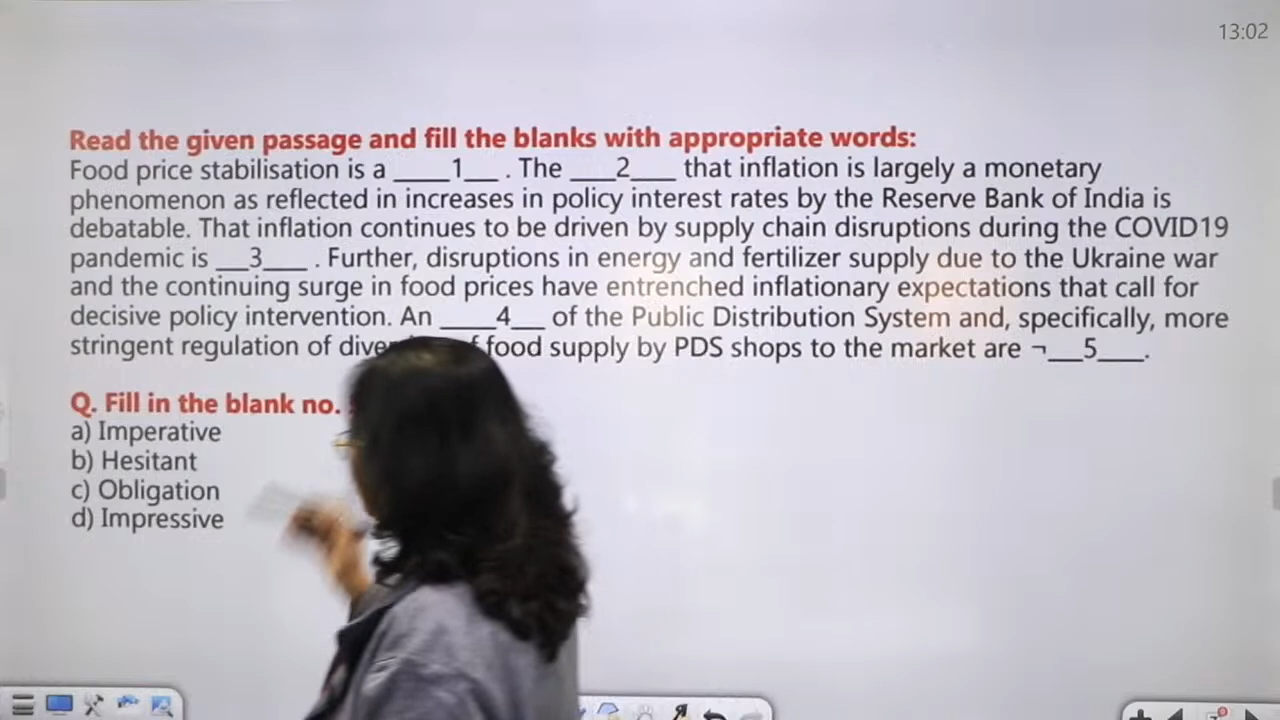 13:02
Read the given passage and fill the blanks with appropriate words:
Food price stabilisation is a ____1__ . The ___2___ that inflation is largely a monetary
phenomenon as reflected in increases in policy interest rates by the Reserve Bank of India is
debatable. That inflation continues to be driven by supply chain disruptions during the COVID19
pandemic is __3___ . Further, disruptions in energy and fertilizer supply due to the Ukraine war
and the continuing surge in food prices have entrenched inflationary expectations that call for
decisive policy intervention. An ____4__ of the Public Distribution System and, specifically, more
stringent regulation of food supply by PDS shops to the market are ¬__5___.
Q. Fill in the blank no.
a) Imperative
b) Hesitant
c) Obligation
d) Impressive